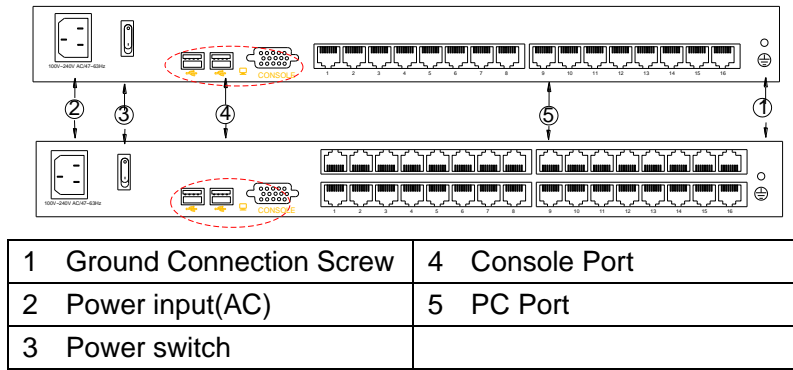 100V~240V AC/47~63Hz
CONSOLE
1 2 3 4 5 6 7 8 9 10 11 12 13 14 15 16
2 3 4 5 1
100V~240V AC/47~63Hz
CONSOLE
1 2 3 4 5 6 7 8 9 10 11 12 13 14 15 16
1 Ground Connection Screw 4 Console Port
2 Power input(AC) 5 PC Port
3 Power switch